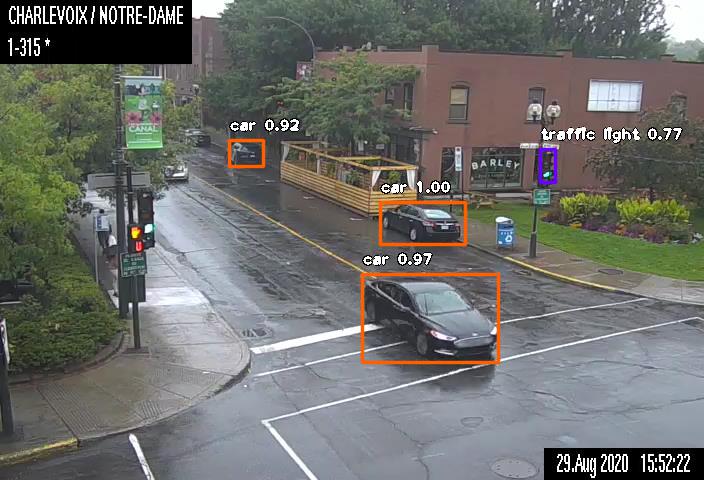 CHARLEVOIX / NOTRE-DAME
1-315 *
car 0.92
traffic light 0.77
CANAL
BARLEY
car 1.00
car 0.97
29.Aug 2020 15:52:22